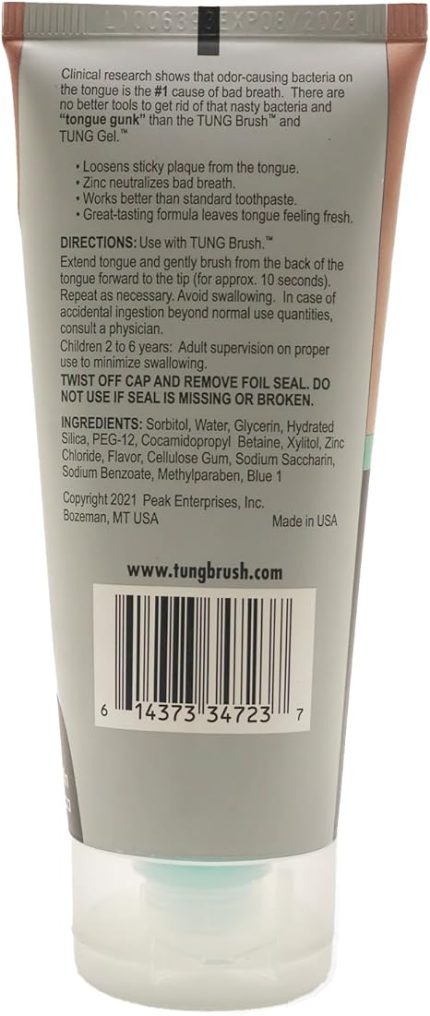 EXP08/2028
Clinical research shows that odor-causing bacteria on
the tongue is the #1 cause of bad breath. There are
no better tools to get rid of that nasty bacteria and
“tongue gunk” than the TUNG Brush™ and
TUNG Gel.™
• Loosens sticky plaque from the tongue.
• Zinc neutralizes bad breath.
• Works better than standard toothpaste.
• Great-tasting formula leaves tongue feeling fresh.
DIRECTIONS: Use with TUNG Brush.™
Extend tongue and gently brush from the back of the
tongue forward to the tip (for approx. 10 seconds).
Repeat as necessary. Avoid swallowing. In case of
accidental ingestion beyond normal use quantities,
consult a physician.
Children 2 to 6 years: Adult supervision on proper
use to minimize swallowing.
TWIST OFF CAP AND REMOVE FOIL SEAL. DO
NOT USE IF SEAL IS MISSING OR BROKEN.
INGREDIENTS: Sorbitol, Water, Glycerin, Hydrated
Silica, PEG-12, Cocamidopropyl Betaine, Xylitol, Zinc
Chloride, Flavor, Cellulose Gum, Sodium Saccharin,
Sodium Benzoate, Methylparaben, Blue 1
Copyright 2021 Peak Enterprises, Inc.
Bozeman, MT USA Made in USA
www.tungbrush.com
6 14373 34723 7